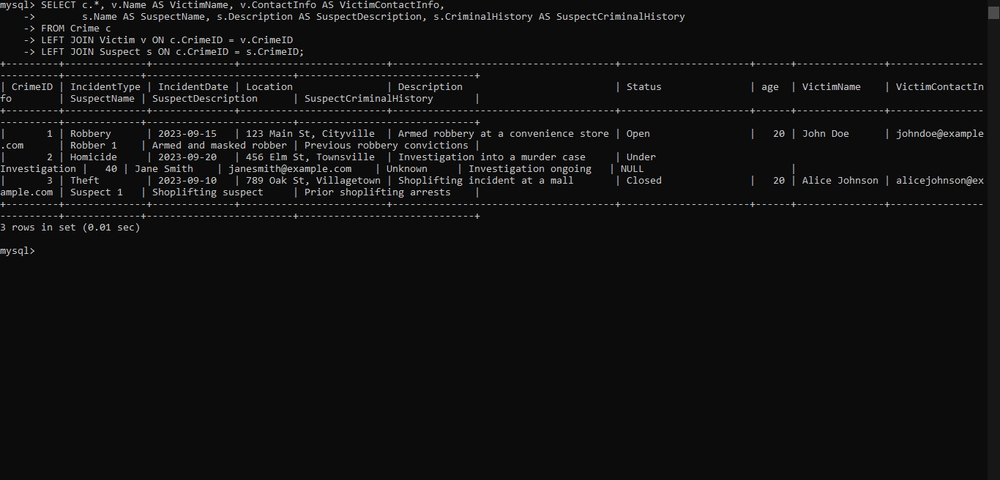 mysql> SELECT c.*, v.Name AS VictimName, v.ContactInfo AS VictimContactInfo,
    ->        s.Name AS SuspectName, s.Description AS SuspectDescription, s.CriminalHistory AS SuspectCriminalHistory
    -> FROM Crime c
    -> LEFT JOIN Victim v ON c.CrimeID = v.CrimeID
    -> LEFT JOIN Suspect s ON c.CrimeID = s.CrimeID;
+---------+--------------+--------------+-------------------------+--------------------------------------+----------------------+------+---------------+----------------
----------+-------------+-------------------------+------------------------------+
| CrimeID | IncidentType | IncidentDate | Location                | Description                          | Status               | age  | VictimName    | VictimContactIn
fo        | SuspectName | SuspectDescription      | SuspectCriminalHistory       |
+---------+--------------+--------------+-------------------------+--------------------------------------+----------------------+------+---------------+----------------
----------+-------------+-------------------------+------------------------------+
|       1 | Robbery      | 2023-09-15   | 123 Main St, Cityville  | Armed robbery at a convenience store | Open                 |   20 | John Doe      | johndoe@example
.com      | Robber 1    | Armed and masked robber | Previous robbery convictions |
|       2 | Homicide     | 2023-09-20   | 456 Elm St, Townsville  | Investigation into a murder case     | Under
Investigation |   40 | Jane Smith    | janesmith@example.com    | Unknown     | Investigation ongoing   | NULL                         |
|       3 | Theft        | 2023-09-10   | 789 Oak St, Villagetown | Shoplifting incident at a mall       | Closed               |   20 | Alice Johnson | alicejohnson@ex
ample.com | Suspect 1   | Shoplifting suspect     | Prior shoplifting arrests    |
+---------+--------------+--------------+-------------------------+--------------------------------------+----------------------+------+---------------+----------------
----------+-------------+-------------------------+------------------------------+
3 rows in set (0.01 sec)
mysql>